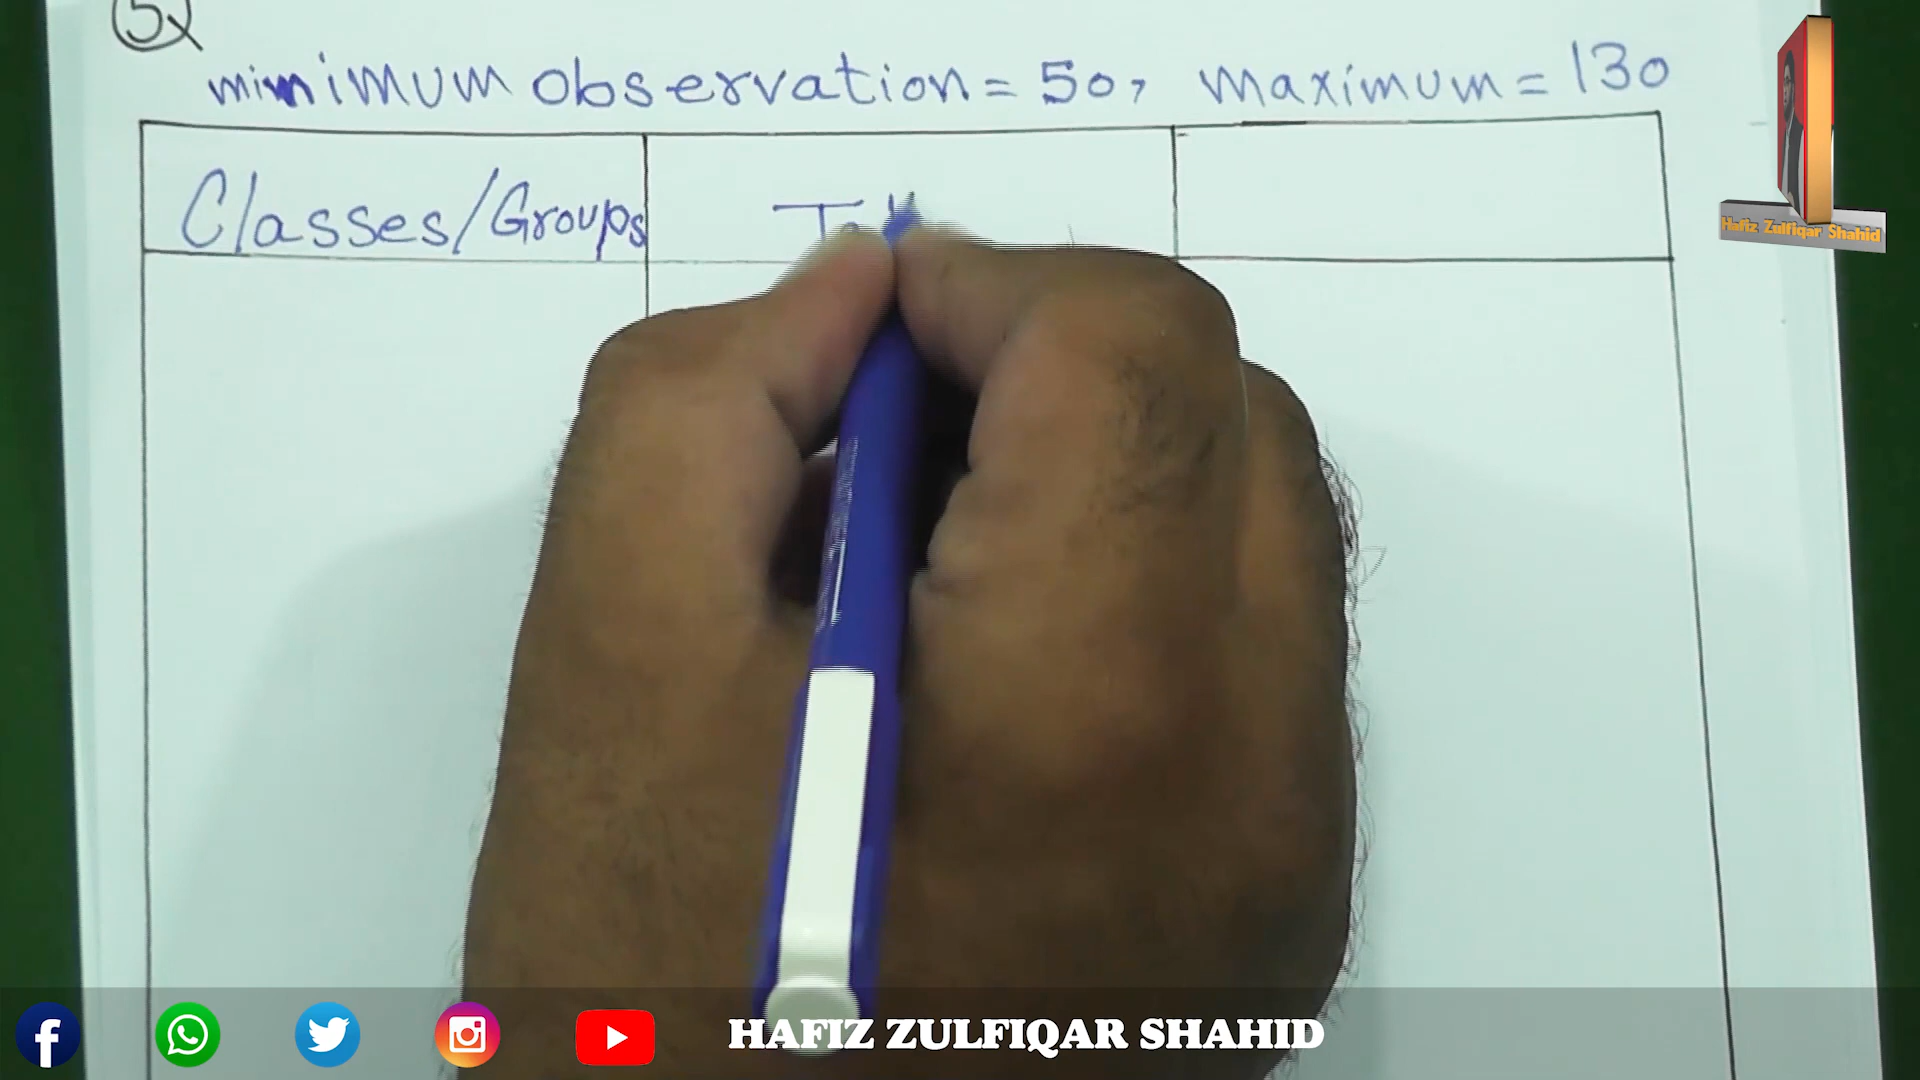 5
minimum observation = 50, maximum = 130
Classes/Groups
Hafiz Zulfiqar Shahid
HAFIZ ZULFIQAR SHAHID